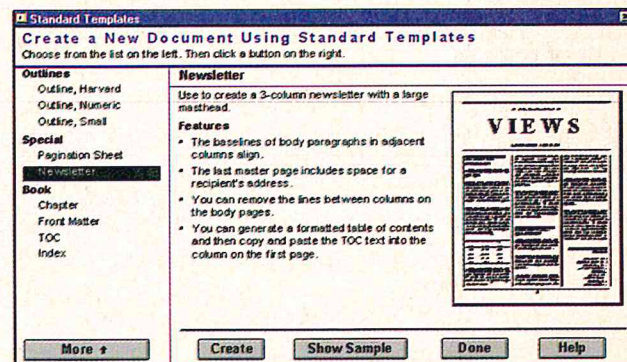 Standard Templates
Create a New Document Using Standard Templates
Choose from the list on the left. Then click a button on the right.
Outlines
Outline, Harvard
Outline, Numeric
Outline, Small
Special
Pagination Sheet
Newsletter
Book
Chapter
Front Matter
TOC
Index
More
Newsletter
Use to create a 3-column newsletter with a large
masthead.
Features
• The baselines of body paragraphs in adjacent
columns align.
• The last master page includes space for a
recipient's address.
• You can remove the lines between columns on
the body pages.
• You can generate a formatted table of contents
and then copy and paste the TOC text into the
column on the first page.
VIEWS
Create
Show Sample
Done
Help